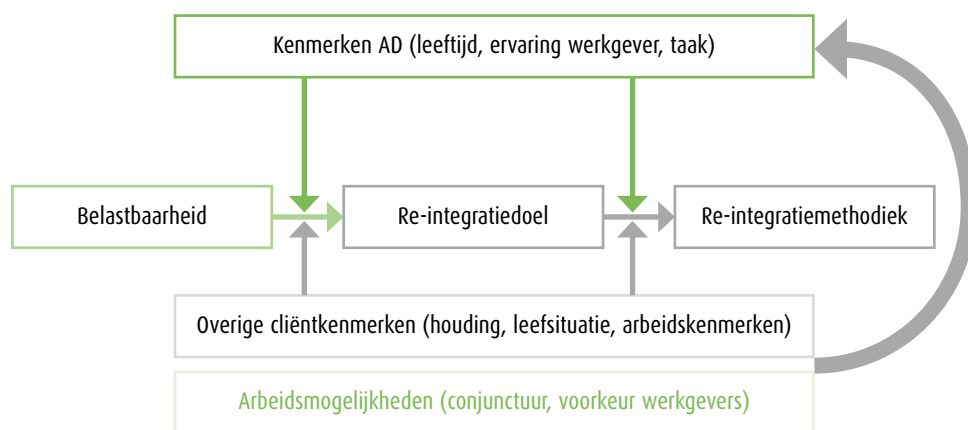 Kenmerken AD (leeftijd, ervaring werkgever, taak)
Belastbaarheid
Re-integratiedoel
Re-integratiemethodiek
Overige cliëntkenmerken (houding, leefsituatie, arbeidskenmerken)
Arbeidsmogelijkheden (conjunctuur, voorkeur werkgevers)